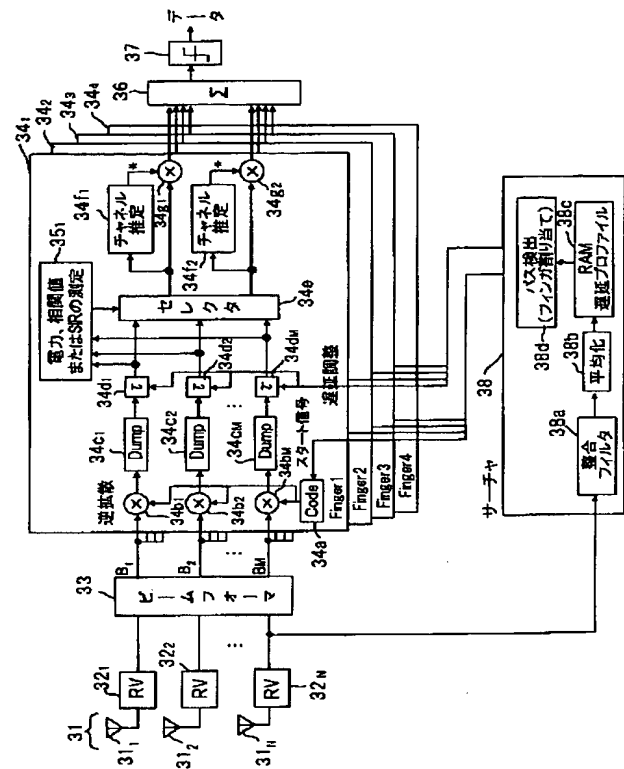 31
31₁
31₂
31N
32₁
RV
32₂
RV
32N
RV
33
ビームフォーマ
B₁
B₂
BM
逆拡散
34b₁
34b₂
34bM
34c₁
Dump
34c₂
Dump
34cM
Dump
34d₁
τ
34d₂
τ
34dM
τ
スタート信号
遅延調整
Code
34a
Finger1
Finger2
Finger3
Finger4
35₁
電力、相関値
またはSIRの測定
セレクタ
34e
34f₁
チャネル
推定
34f₂
チャネル
推定
*
*
34g₁
34g₂
34₁
34₂
34₃
34₄
36
Σ
37
データ
サーチャ
38
38a
整合
フィルタ
38b
平均化
38c
RAM
遅延プロファイル
38d
パス検出
(フィンガ割り当て)